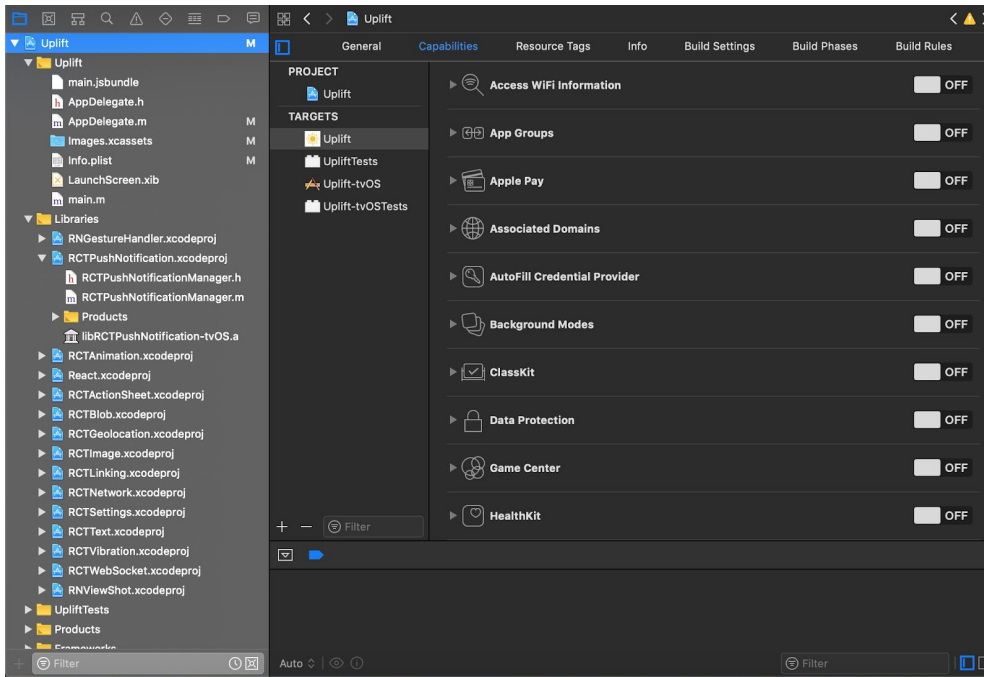 Uplift
Uplift M
General Capabilities Resource Tags Info Build Settings Build Phases Build Rules
Uplift
main.jsbundle
AppDelegate.h
AppDelegate.m M
Images.xcassets M
Info.plist M
LaunchScreen.xib
main.m
Libraries
RNGestureHandler.xcodeproj
RCTPushNotification.xcodeproj
RCTPushNotificationManager.h
RCTPushNotificationManager.m
Products
libRCTPushNotification-tvOS.a
RCTAnimation.xcodeproj
React.xcodeproj
RCTActionSheet.xcodeproj
RCTBlob.xcodeproj
RCTGeolocation.xcodeproj
RCTImage.xcodeproj
RCTLinking.xcodeproj
RCTNetwork.xcodeproj
RCTSettings.xcodeproj
RCTText.xcodeproj
RCTVibration.xcodeproj
RCTWebSocket.xcodeproj
RNViewShot.xcodeproj
UpliftTests
Products
Frameworks
Filter
PROJECT
Uplift
TARGETS
Uplift
UpliftTests
Uplift-tvOS
Uplift-tvOSTests
Filter
Access WiFi Information OFF
App Groups OFF
Apple Pay OFF
Associated Domains OFF
AutoFill Credential Provider OFF
Background Modes OFF
ClassKit OFF
Data Protection OFF
Game Center OFF
HealthKit OFF
Auto
Filter